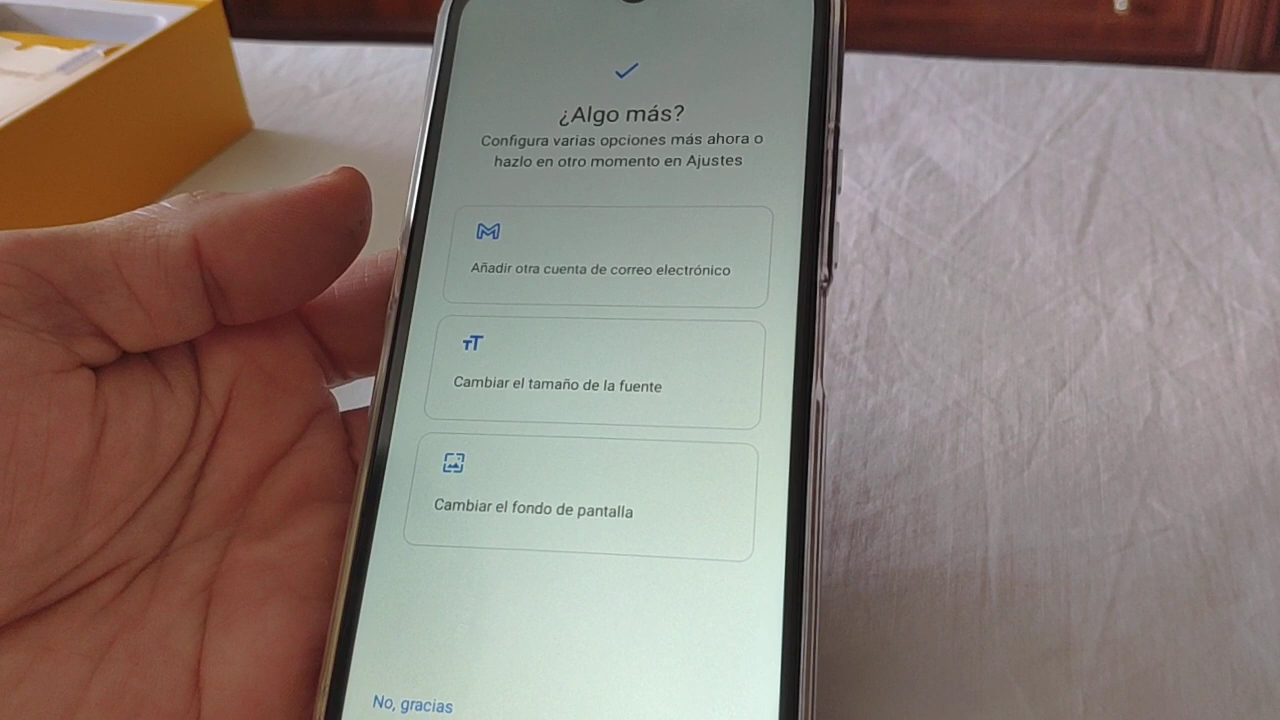 ¿Algo más?
Configura varias opciones más ahora o
hazlo en otro momento en Ajustes
Añadir otra cuenta de correo electrónico
Cambiar el tamaño de la fuente
Cambiar el fondo de pantalla
No, gracias